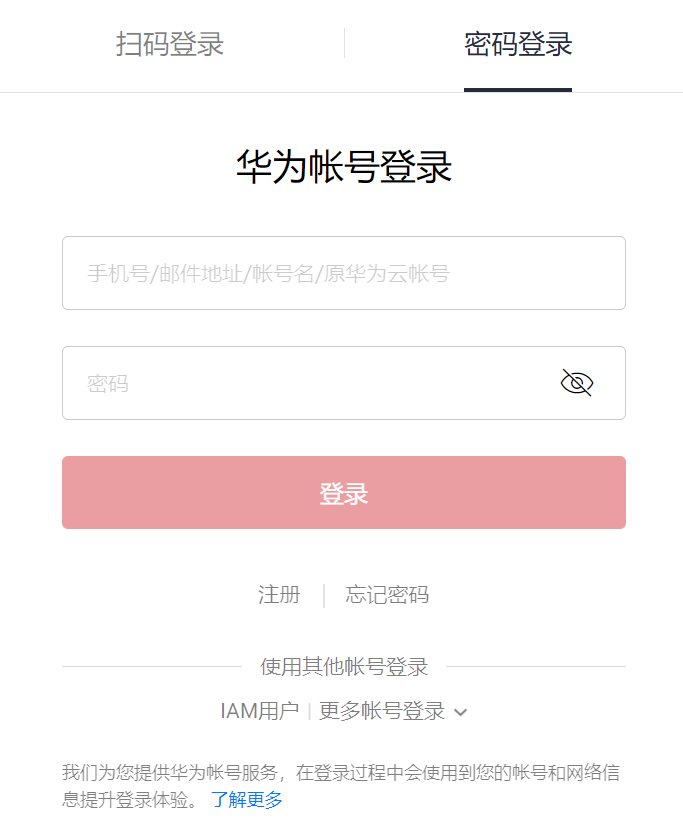 扫码登录
密码登录
华为帐号登录
手机号/邮件地址/帐号名/原华为云帐号
密码
登录
注册 | 忘记密码
使用其他帐号登录
IAM用户 | 更多帐号登录
我们为您提供华为帐号服务，在登录过程中会使用到您的帐号和网络信
息提升登录体验。 了解更多